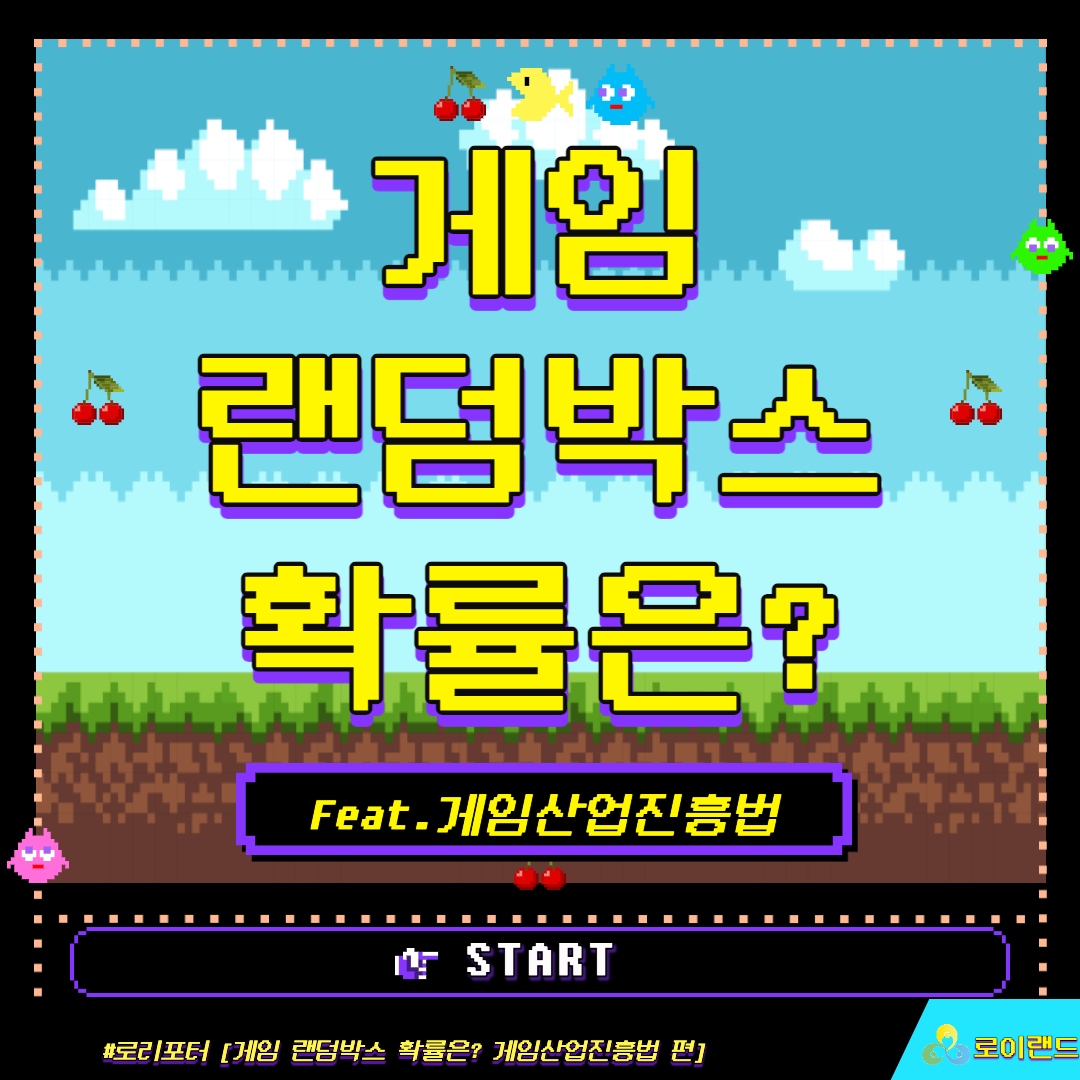 게임
랜덤박스
확률은?
Feat.게임산업진흥법
START
#로리포터 [게임 랜덤박스 확률은? 게임산업진흥법 편]
로이랜드